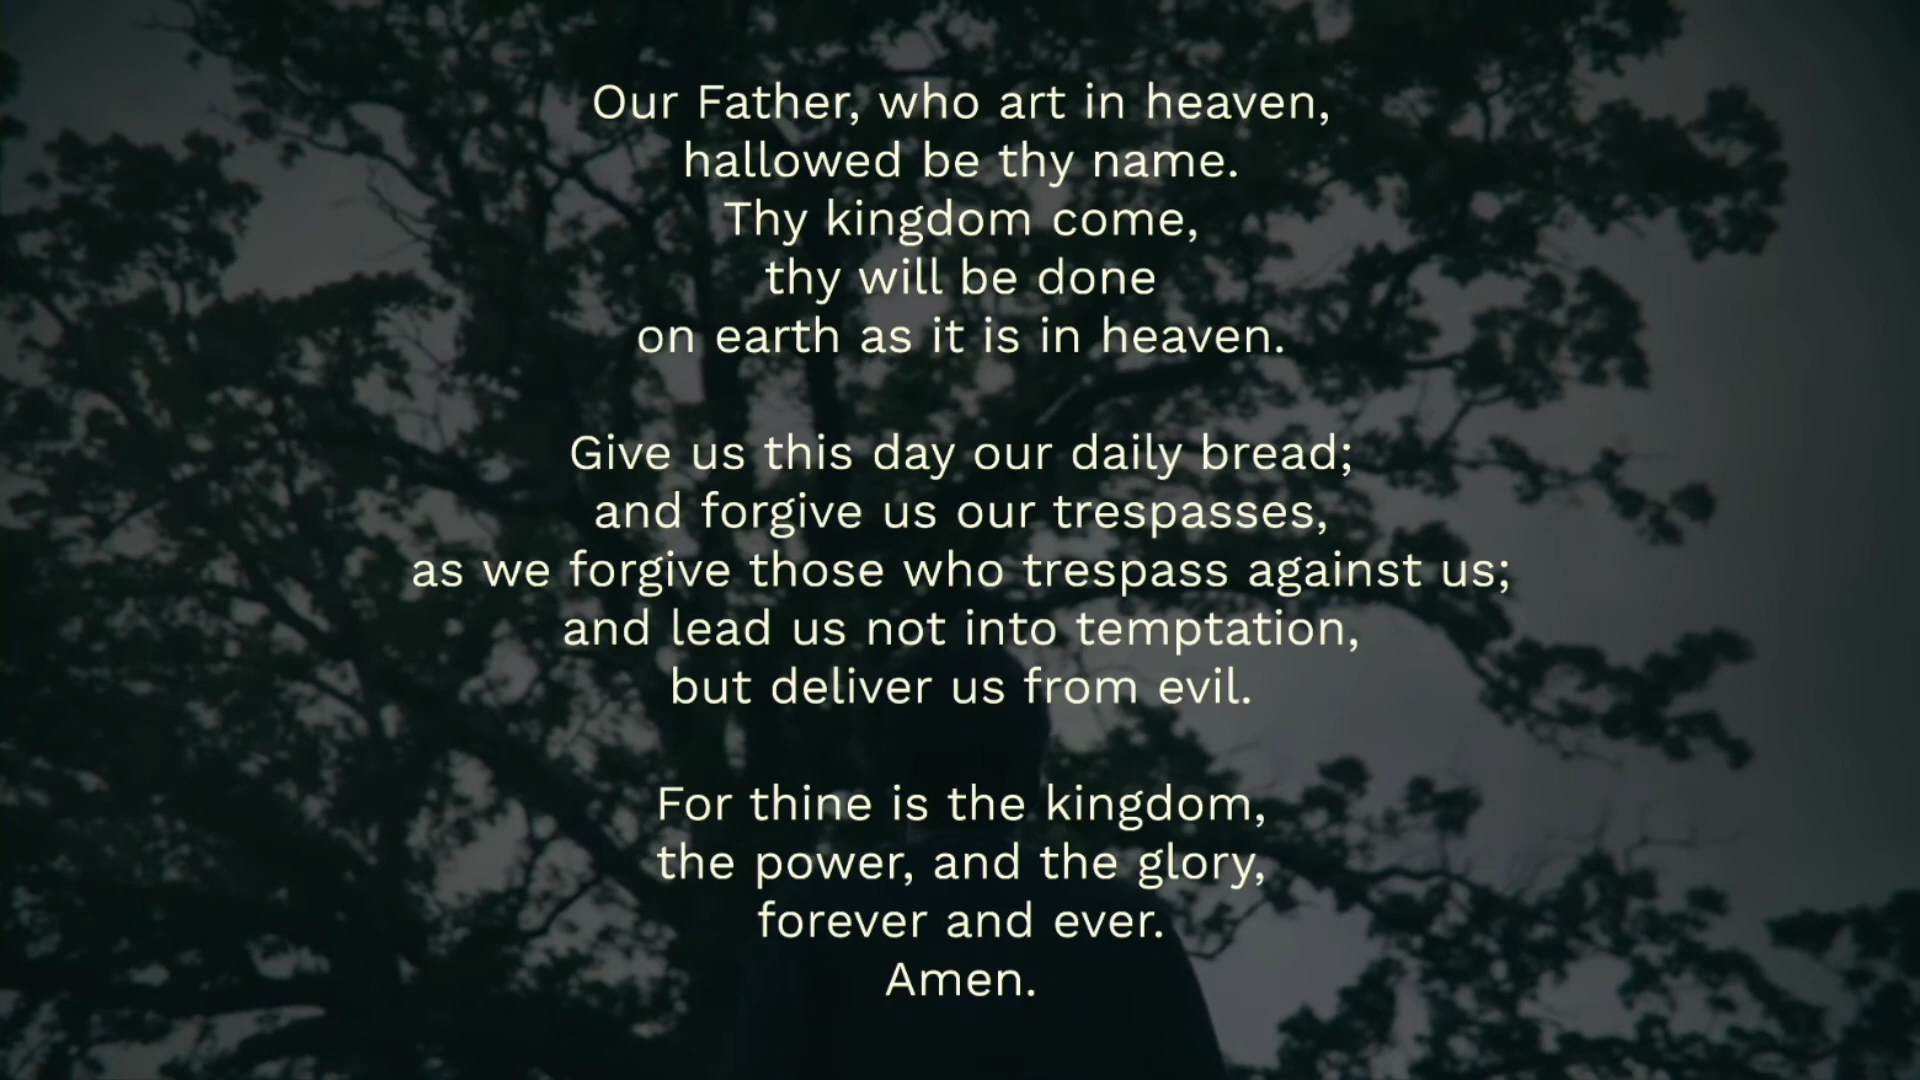 Our Father, who art in heaven,
hallowed be thy name.
Thy kingdom come,
thy will be done
on earth as it is in heaven.
Give us this day our daily bread;
and forgive us our trespasses,
as we forgive those who trespass against us;
and lead us not into temptation,
but deliver us from evil.
For thine is the kingdom,
the power, and the glory,
forever and ever.
Amen.